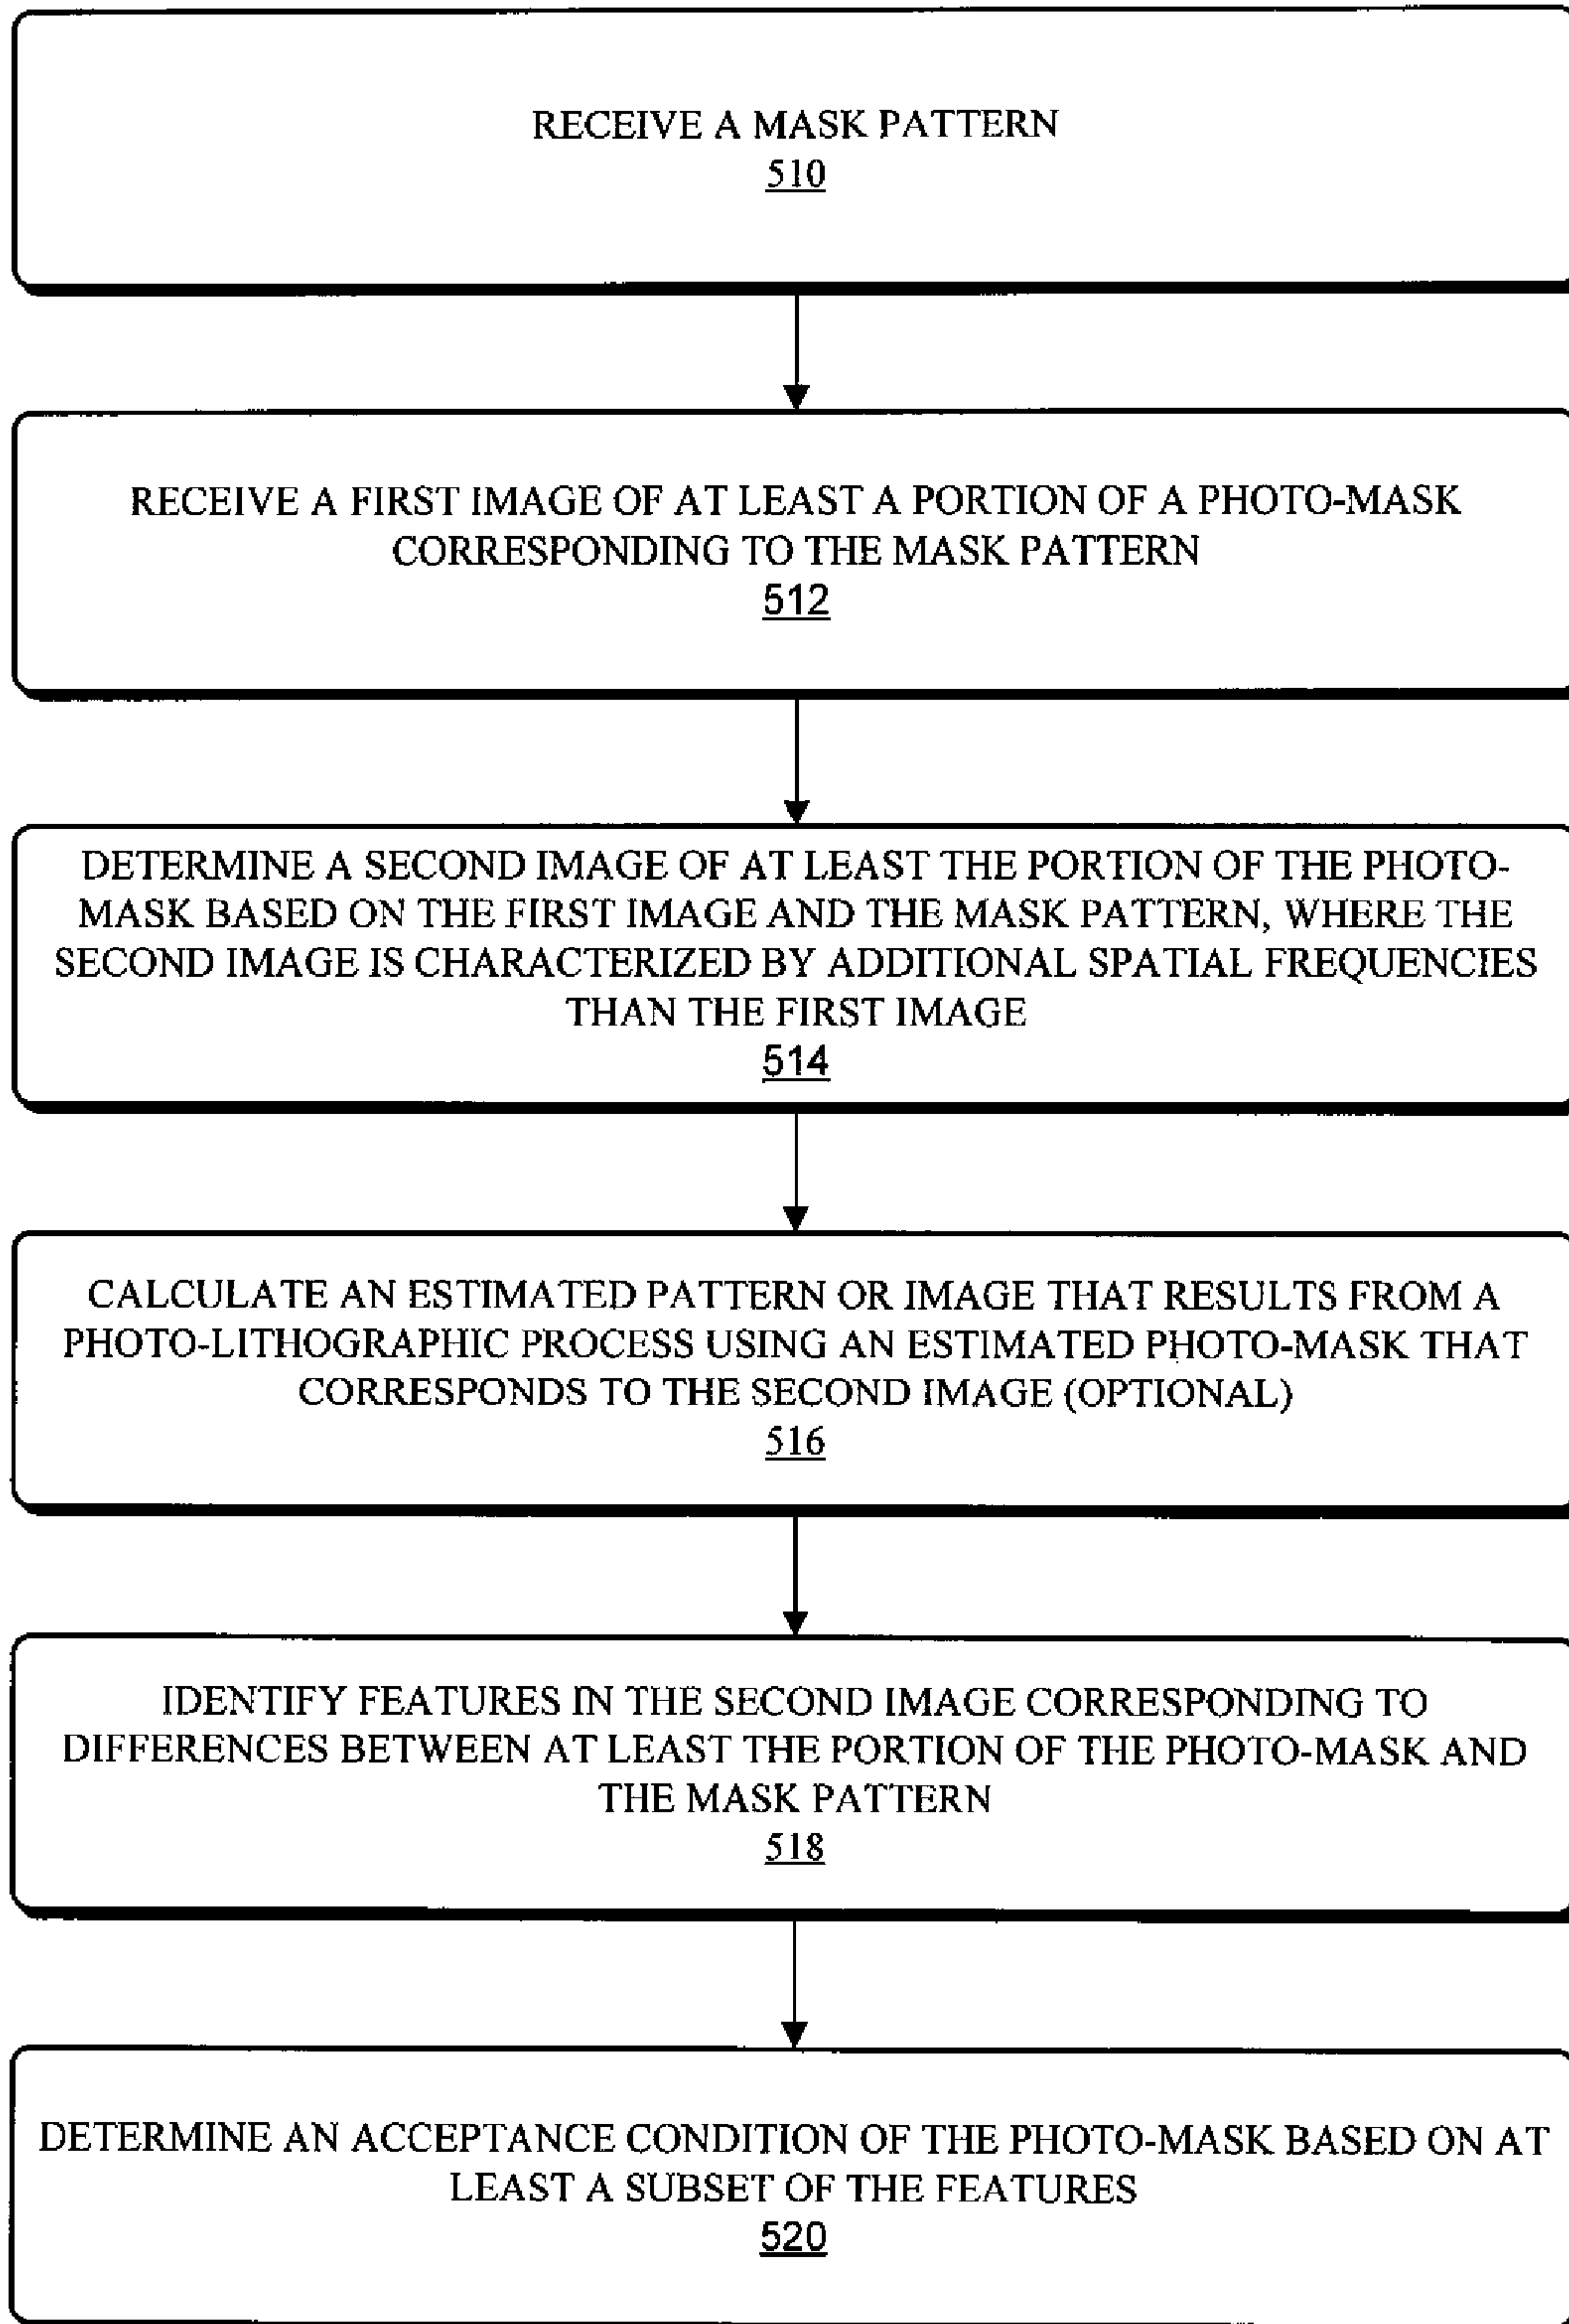 RECEIVE A MASK PATTERN
510
RECEIVE A FIRST IMAGE OF AT LEAST A PORTION OF A PHOTO-MASK
CORRESPONDING TO THE MASK PATTERN
512
DETERMINE A SECOND IMAGE OF AT LEAST THE PORTION OF THE PHOTO-
MASK BASED ON THE FIRST IMAGE AND THE MASK PATTERN, WHERE THE
SECOND IMAGE IS CHARACTERIZED BY ADDITIONAL SPATIAL FREQUENCIES
THAN THE FIRST IMAGE
514
CALCULATE AN ESTIMATED PATTERN OR IMAGE THAT RESULTS FROM A
PHOTO-LITHOGRAPHIC PROCESS USING AN ESTIMATED PHOTO-MASK THAT
CORRESPONDS TO THE SECOND IMAGE (OPTIONAL)
516
IDENTIFY FEATURES IN THE SECOND IMAGE CORRESPONDING TO
DIFFERENCES BETWEEN AT LEAST THE PORTION OF THE PHOTO-MASK AND
THE MASK PATTERN
518
DETERMINE AN ACCEPTANCE CONDITION OF THE PHOTO-MASK BASED ON AT
LEAST A SUBSET OF THE FEATURES
520